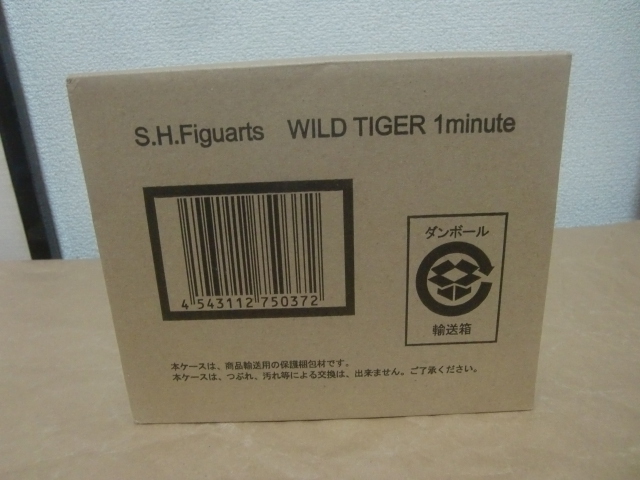 S.H.Figuarts WILD TIGER 1minute
4 543112 750372
ダンボール
輸送箱
本ケースは、商品輸送用の保護梱包材です。
本ケースは、つぶれ、汚れ等による交換は、出来ません。ご了承ください。